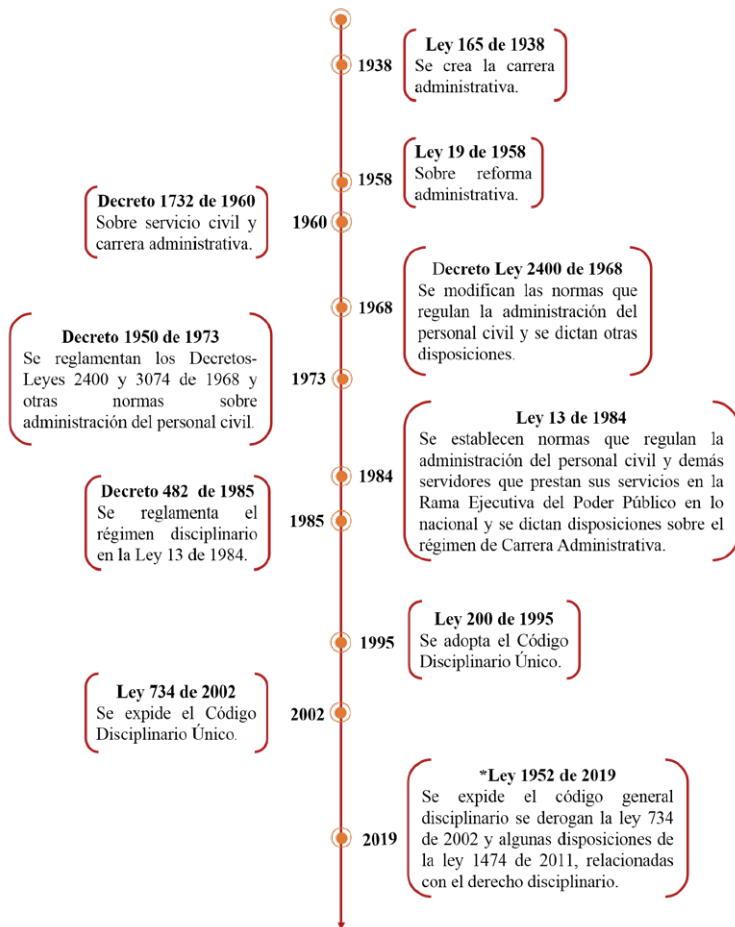 1938
Ley 165 de 1938
Se crea la carrera
administrativa.
1958
Ley 19 de 1958
Sobre reforma
administrativa.
Decreto 1732 de 1960
Sobre servicio civil y
carrera administrativa.
1960
1968
Decreto Ley 2400 de 1968
Se modifican las normas que
regulan la administración del
personal civil y se dictan otras
disposiciones.
Decreto 1950 de 1973
Se reglamentan los Decretos-
Leyes 2400 y 3074 de 1968 y
otras normas sobre
administración del personal civil.
1973
1984
Ley 13 de 1984
Se establecen normas que regulan la
administración del personal civil y demás
servidores que prestan sus servicios en la
Rama Ejecutiva del Poder Público en lo
nacional y se dictan disposiciones sobre el
régimen de Carrera Administrativa.
Decreto 482 de 1985
Se reglamenta el
régimen disciplinario
en la Ley 13 de 1984.
1985
1995
Ley 200 de 1995
Se adopta el Código
Disciplinario Único.
Ley 734 de 2002
Se expide el Código
Disciplinario Único.
2002
2019
*Ley 1952 de 2019
Se expide el código general
disciplinario se derogan la ley 734
de 2002 y algunas disposiciones de
la ley 1474 de 2011, relacionadas
con el derecho disciplinario.